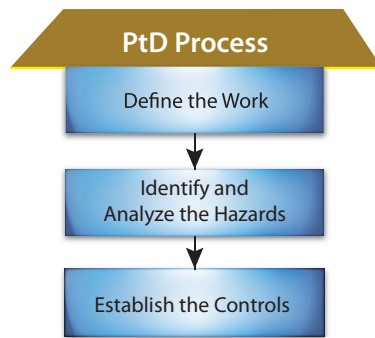 PtD Process
Define the Work
Identify and
Analyze the Hazards
Establish the Controls